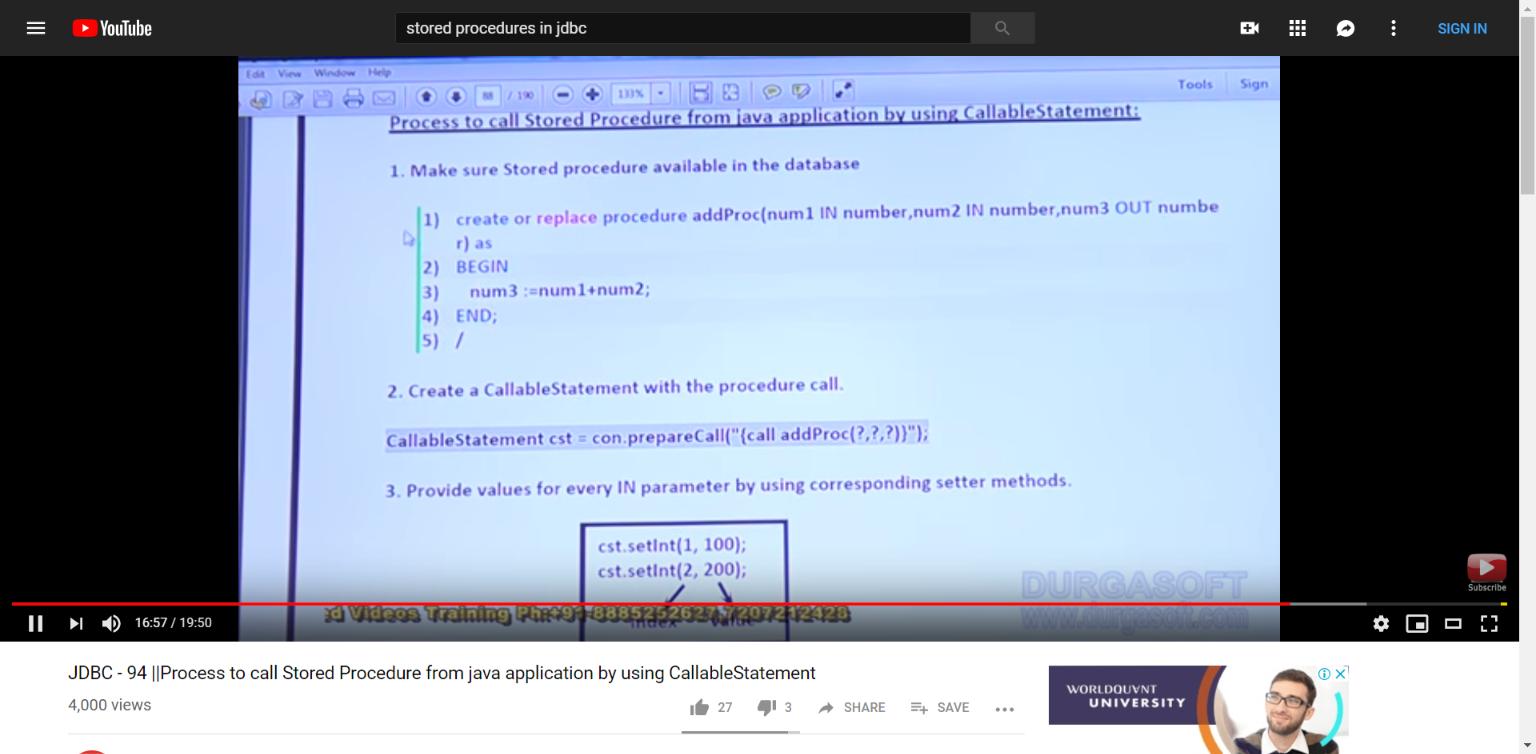 YouTube
stored procedures in jdbc
SIGN IN
Edit View Window Help
88 / 190 133% Tools Sign
Process to call Stored Procedure from java application by using CallableStatement:
1. Make sure Stored procedure available in the database
1) create or replace procedure addProc(num1 IN number,num2 IN number,num3 OUT numbe
r) as
2) BEGIN
3) num3 :=num1+num2;
4) END;
5) /
2. Create a CallableStatement with the procedure call.
CallableStatement cst = con.prepareCall("{call addProc(?,?,?)}");
3. Provide values for every IN parameter by using corresponding setter methods.
cst.setInt(1, 100);
cst.setInt(2, 200);
index value
DURGASOFT
www.durgasoft.com
Subscribe
d Videos Training Ph:+91-8885252627,7207212428
16:57 / 19:50
JDBC - 94 ||Process to call Stored Procedure from java application by using CallableStatement
4,000 views
27 3 SHARE SAVE
WORLDQUVNT
UNIVERSITY